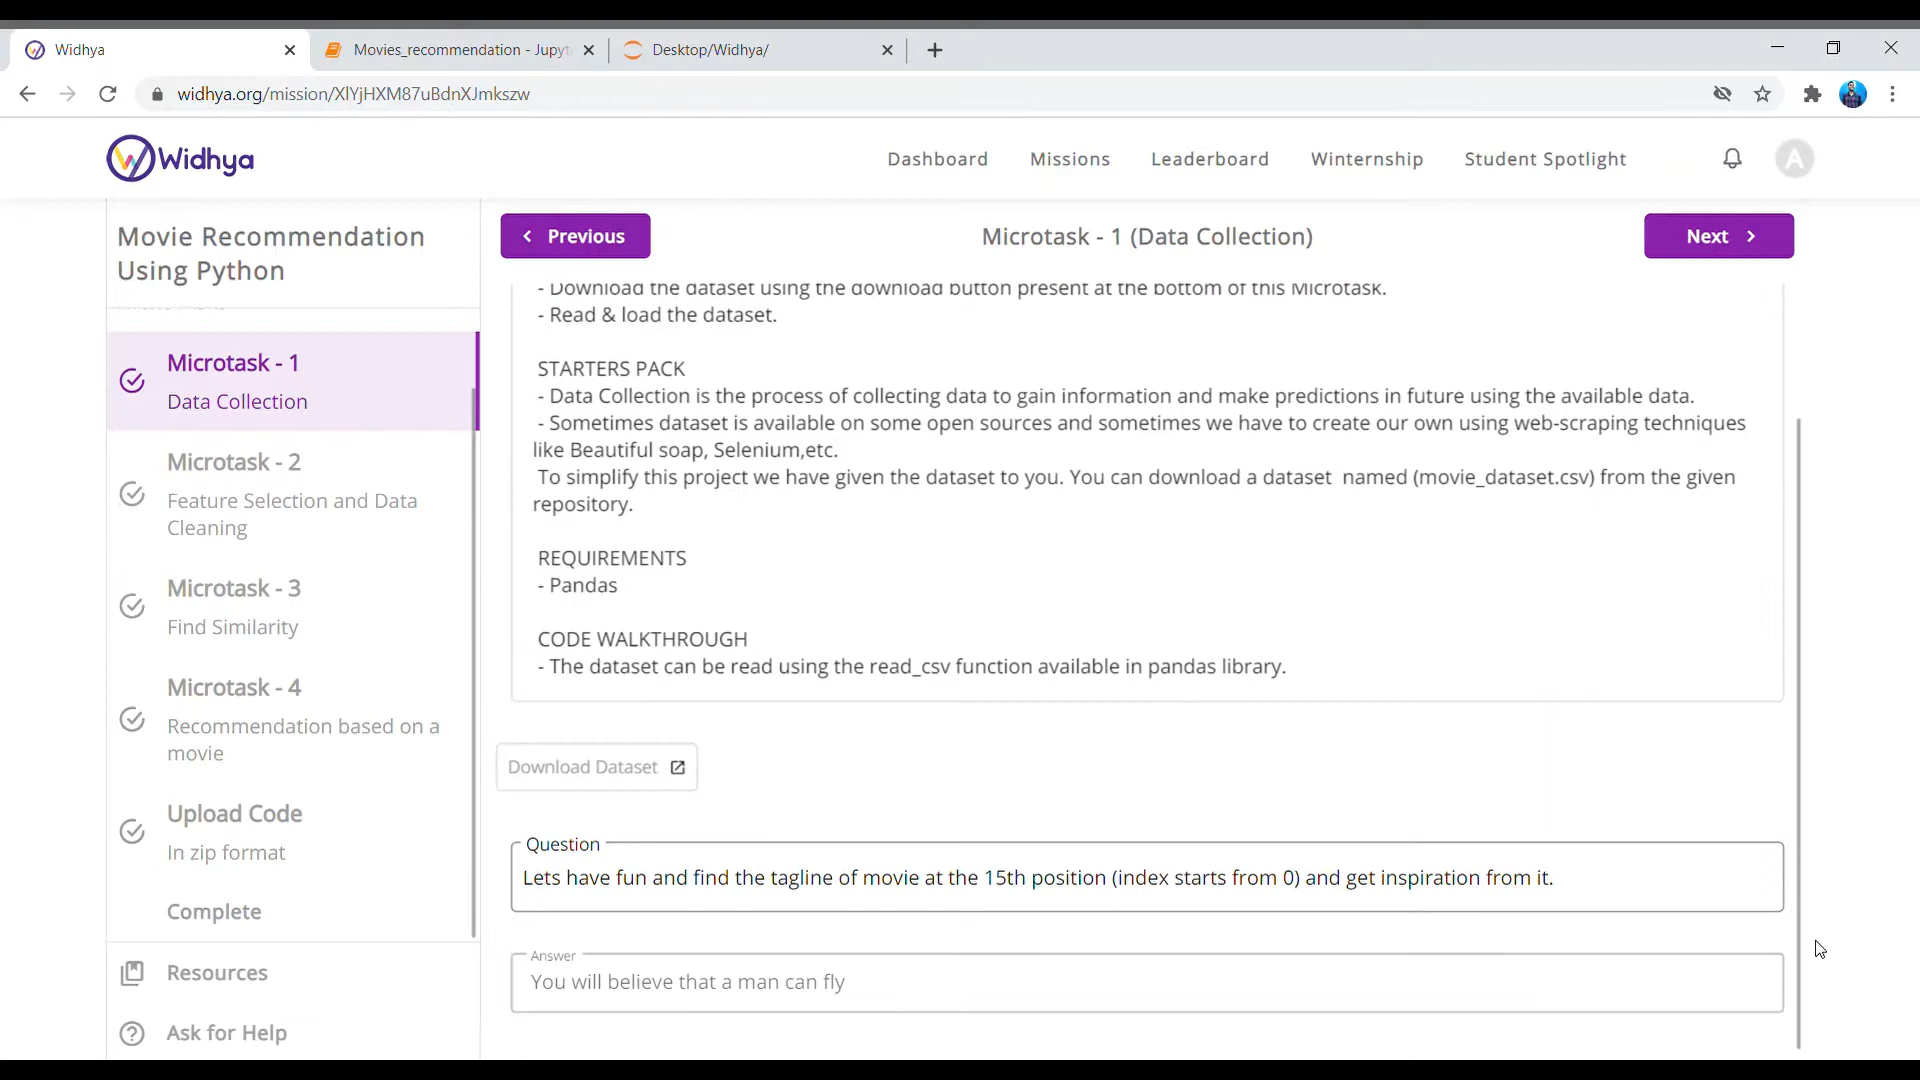 Widhya
Movies_recommendation - Jupyt
Desktop/Widhya/
widhya.org/mission/XlYjHXM87uBdnXJmkszw
Widhya
Dashboard
Missions
Leaderboard
Winternship
Student Spotlight
A
Movie Recommendation
Using Python
Previous
Microtask - 1 (Data Collection)
Next
Microtask - 1
Data Collection
Microtask - 2
Feature Selection and Data
Cleaning
Microtask - 3
Find Similarity
Microtask - 4
Recommendation based on a
movie
Upload Code
In zip format
Complete
Resources
Ask for Help
- Download the dataset using the download button present at the bottom of this Microtask.
- Read & load the dataset.
STARTERS PACK
- Data Collection is the process of collecting data to gain information and make predictions in future using the available data.
- Sometimes dataset is available on some open sources and sometimes we have to create our own using web-scraping techniques
like Beautiful soap, Selenium,etc.
To simplify this project we have given the dataset to you. You can download a dataset named (movie_dataset.csv) from the given
repository.
REQUIREMENTS
- Pandas
CODE WALKTHROUGH
- The dataset can be read using the read_csv function available in pandas library.
Download Dataset
Question
Lets have fun and find the tagline of movie at the 15th position (index starts from 0) and get inspiration from it.
Answer
You will believe that a man can fly